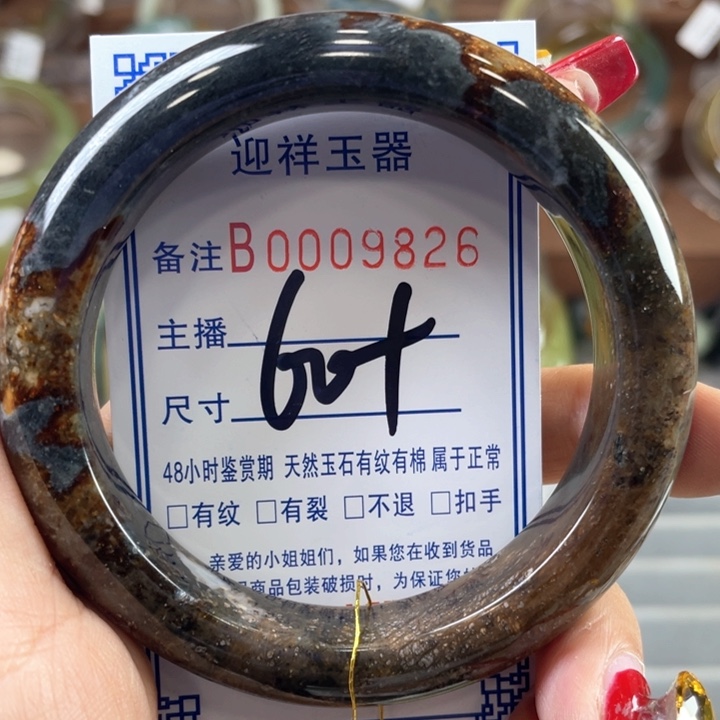 迎祥玉器
备注B0009826
主播
60+
尺寸
48小时鉴赏期 天然玉石有纹有棉 属于正常
□有纹 □有裂 □不退 □扣手
亲爱的小姐姐们，如果您在收到货品
商品包装破损时，为保证您